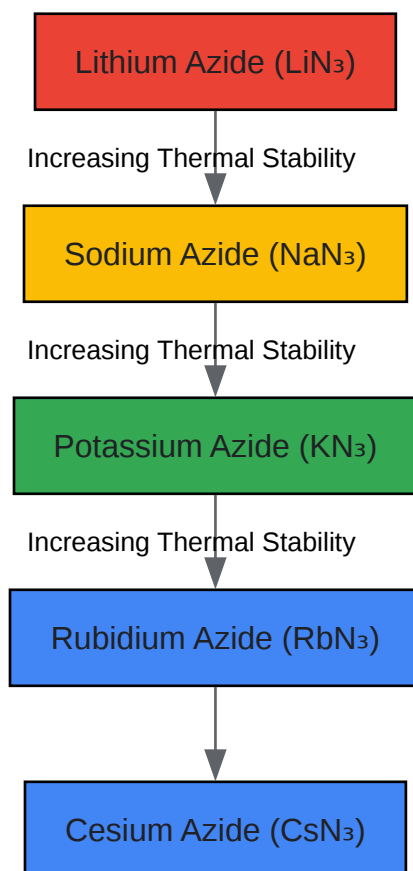 Lithium Azide (LiN₃)
Increasing Thermal Stability
Sodium Azide (NaN₃)
Increasing Thermal Stability
Potassium Azide (KN₃)
Increasing Thermal Stability
Rubidium Azide (RbN₃)
Cesium Azide (CsN₃)